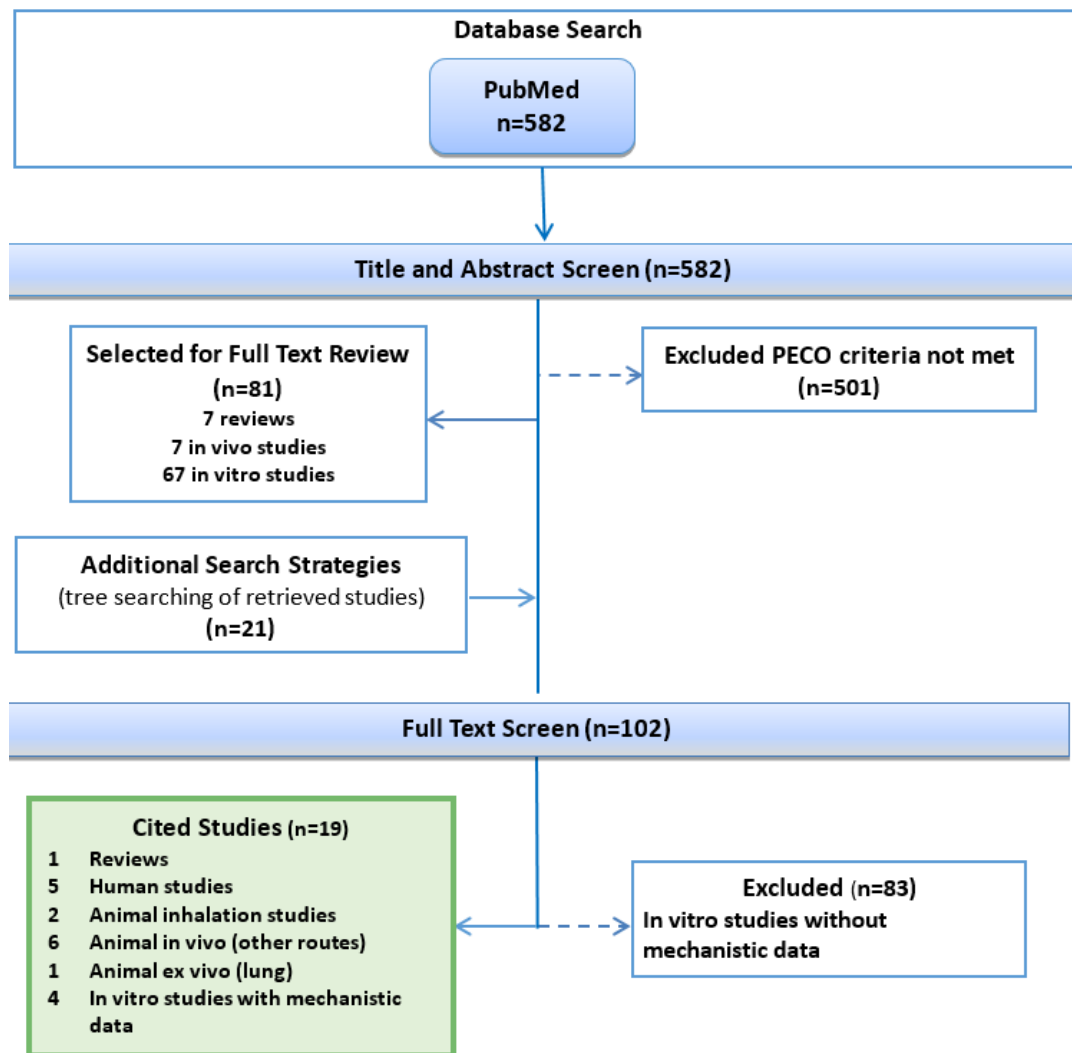 Database Search
PubMed
n=582
Title and Abstract Screen (n=582)
Selected for Full Text Review
(n=81)
7 reviews
7 in vivo studies
67 in vitro studies
Excluded PECO criteria not met
(n=501)
Additional Search Strategies
(tree searching of retrieved studies)
(n=21)
Full Text Screen (n=102)
Cited Studies (n=19)
1 Reviews
5 Human studies
2 Animal inhalation studies
6 Animal in vivo (other routes)
1 Animal ex vivo (lung)
4 In vitro studies with mechanistic
data
Excluded (n=83)
In vitro studies without
mechanistic data